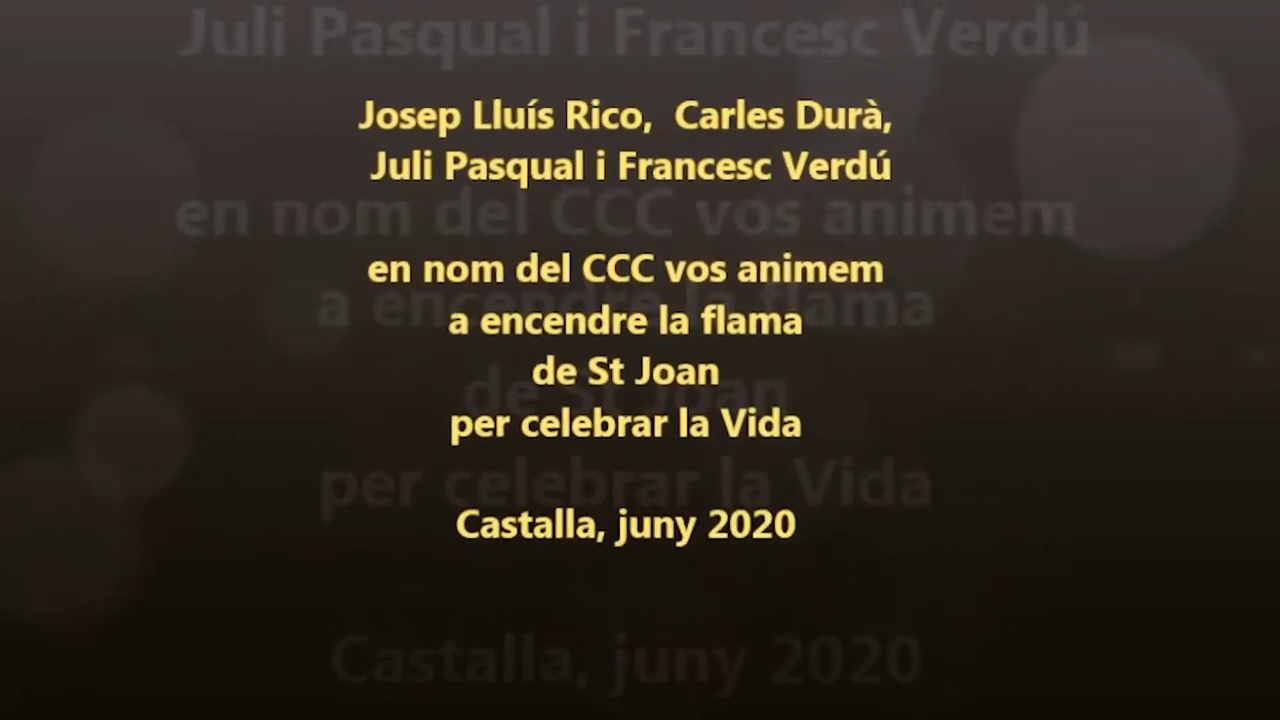 Josep Lluís Rico,  Carles Durà,
Juli Pasqual i Francesc Verdú
en nom del CCC vos animem
a encendre la flama
de St Joan
per celebrar la Vida
Castalla, juny 2020